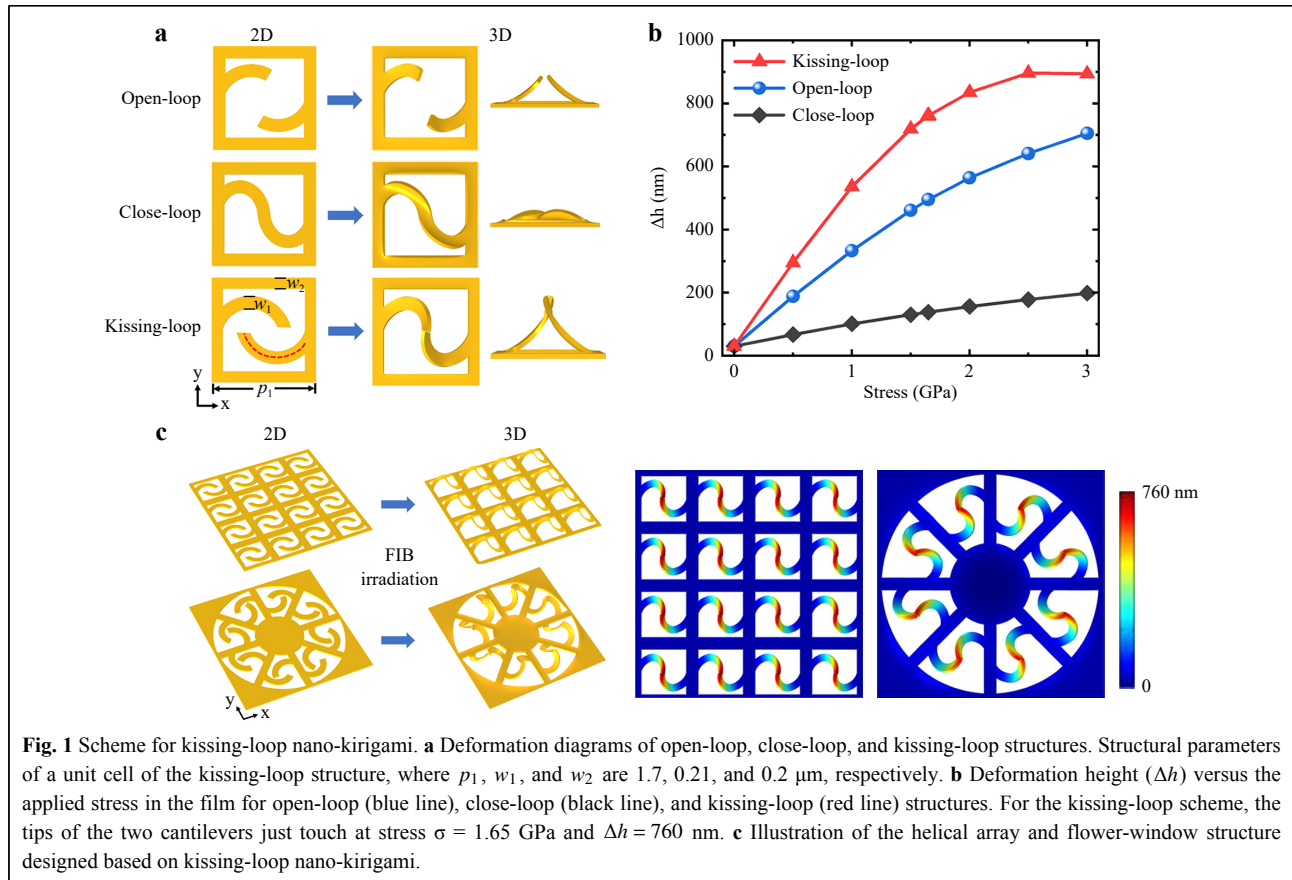 a
2D
3D
Open-loop
Close-loop
Kissing-loop
w2
w1
y
x
p1
b
1000
800
600
400
200
0
Δh (nm)
Kissing-loop
Open-loop
Close-loop
0
1
2
3
Stress (GPa)
c
2D
3D
FIB
irradiation
y
x
760 nm
0
Fig. 1 Scheme for kissing-loop nano-kirigami. a Deformation diagrams of open-loop, close-loop, and kissing-loop structures. Structural parameters
of a unit cell of the kissing-loop structure, where p1, w1, and w2 are 1.7, 0.21, and 0.2 μm, respectively. b Deformation height (Δh) versus the
applied stress in the film for open-loop (blue line), close-loop (black line), and kissing-loop (red line) structures. For the kissing-loop scheme, the
tips of the two cantilevers just touch at stress σ = 1.65 GPa and Δh = 760 nm. c Illustration of the helical array and flower-window structure
designed based on kissing-loop nano-kirigami.